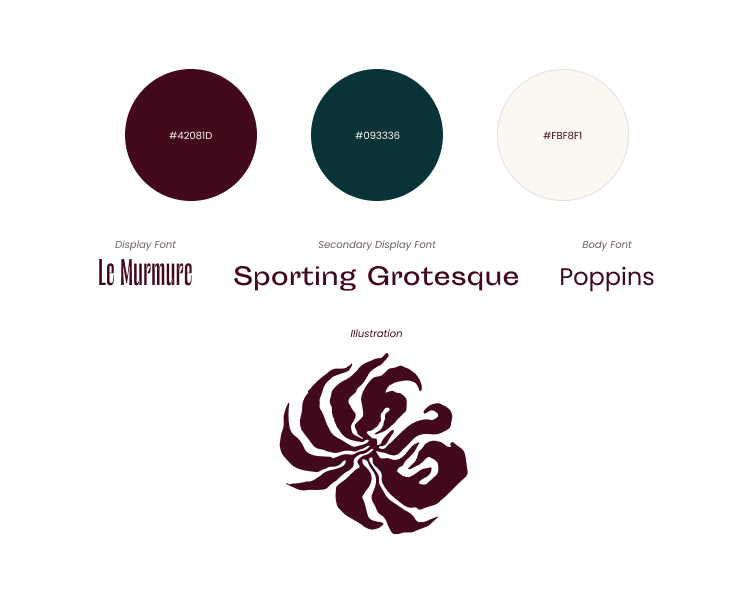 #42081D
#093336
#FBF8F1
Display Font
Secondary Display Font
Body Font
Le Murmure
Sporting Grotesque
Poppins
Illustration